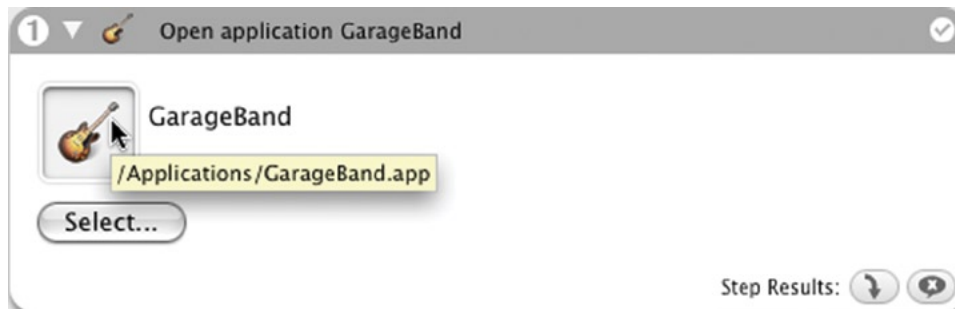 1 Open application GarageBand
GarageBand
/Applications/GarageBand.app
Select...
Step Results: